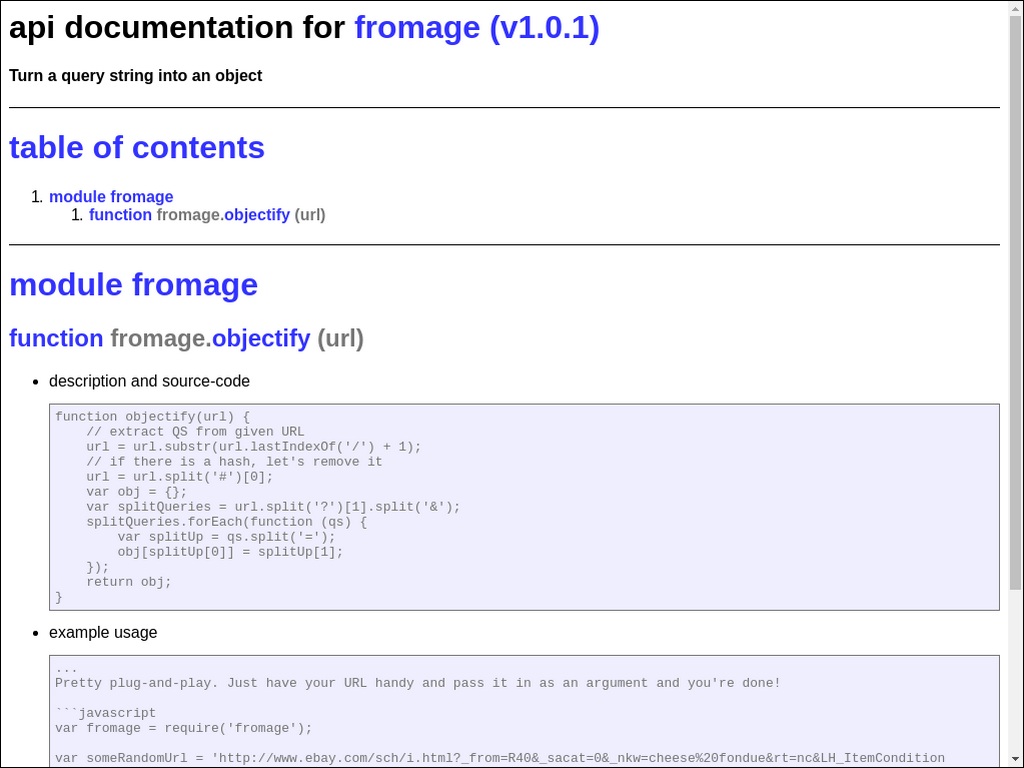 api documentation for fromage (v1.0.1)
Turn a query string into an object
table of contents
1. module fromage
1. function fromage.objectify (url)
module fromage
function fromage.objectify (url)
• description and source-code
function objectify(url) {
    // extract QS from given URL
    url = url.substr(url.lastIndexOf('/') + 1);
    // if there is a hash, let's remove it
    url = url.split('#')[0];
    var obj = {};
    var splitQueries = url.split('?')[1].split('&');
    splitQueries.forEach(function (qs) {
        var splitUp = qs.split('=');
        obj[splitUp[0]] = splitUp[1];
    });
    return obj;
}
• example usage
...
Pretty plug-and-play. Just have your URL handy and pass it in as an argument and you're done!
```javascript
var fromage = require('fromage');
var someRandomUrl = 'http://www.ebay.com/sch/i.html?_from=R40&_sacat=0&_nkw=cheese%20fondue&rt=nc&LH_ItemCondition